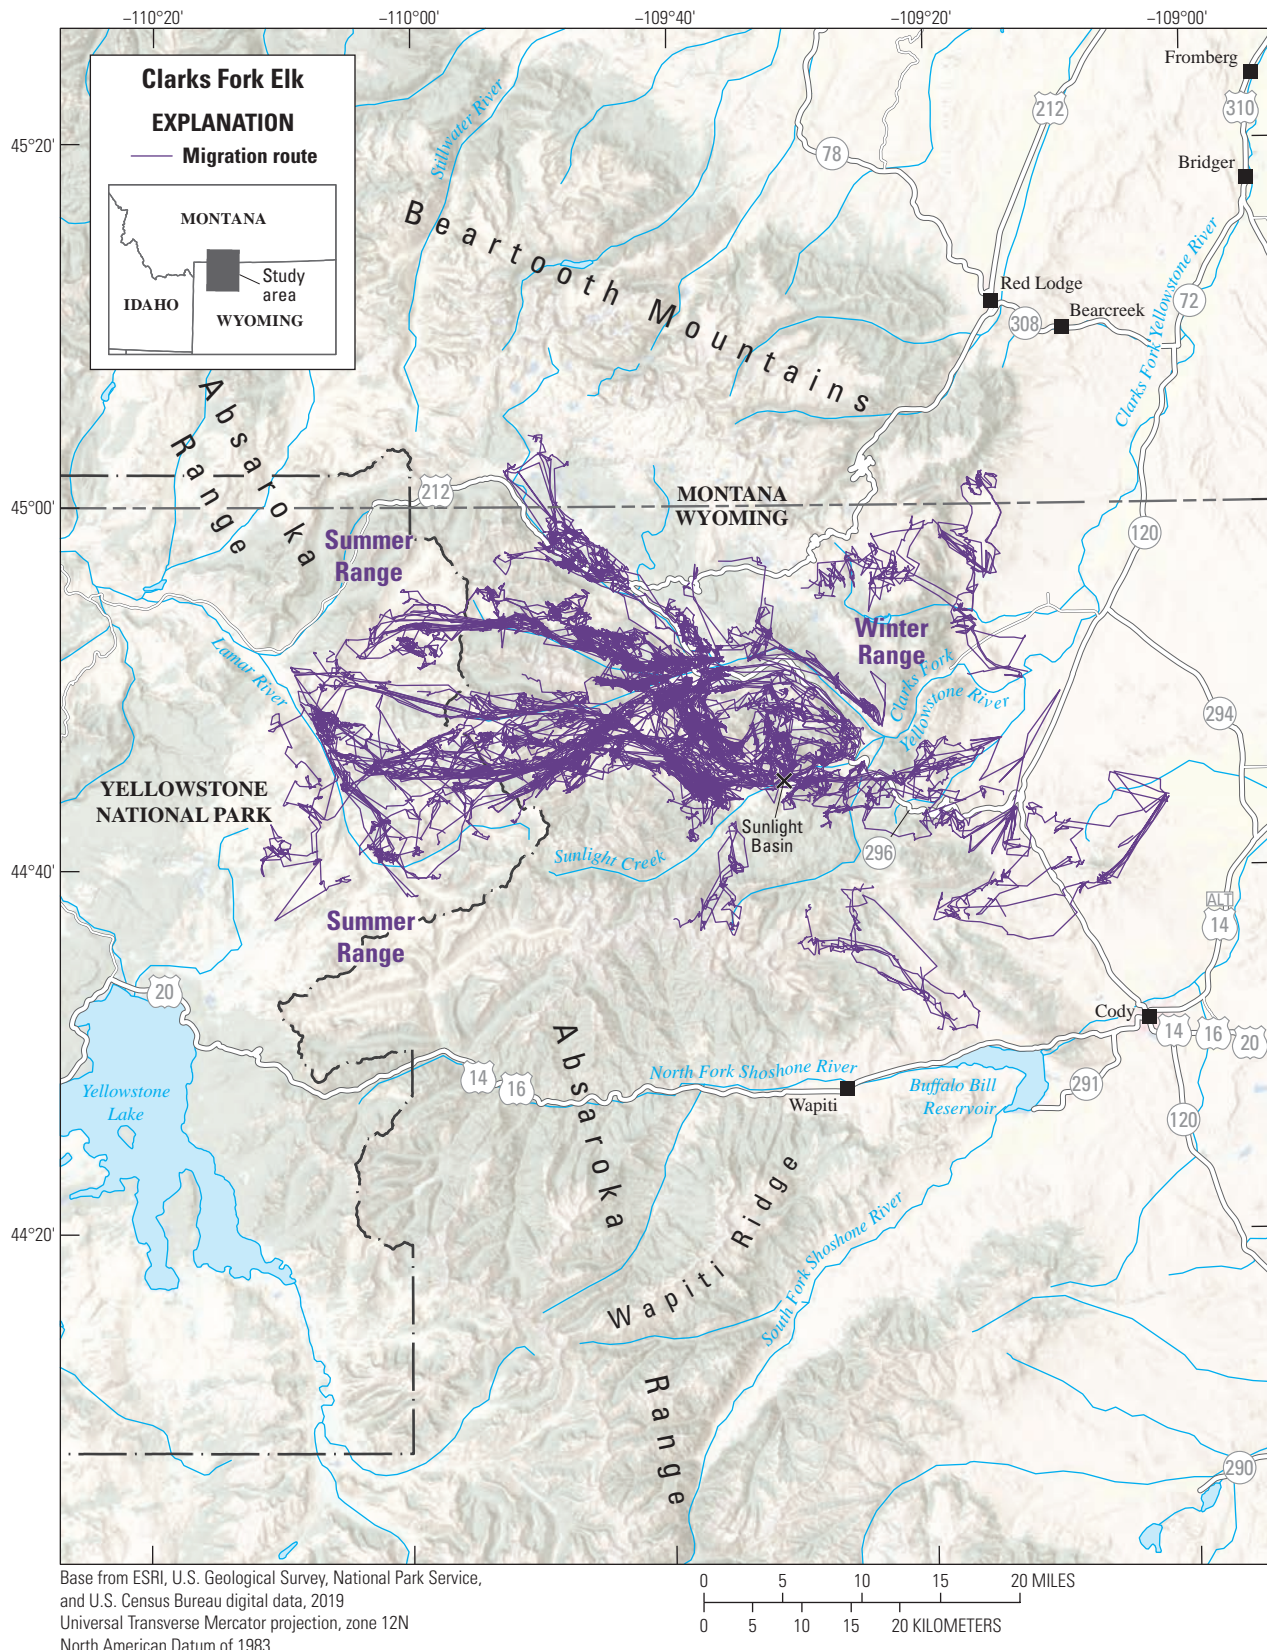 −110°20'
−110°00'
−109°40'
−109°20'
−109°00'
Clarks Fork Elk
EXPLANATION
Migration route
MONTANA
Study
area
IDAHO
WYOMING
Fromberg
310
212
45°20'
78
Bridger
Stillwater River
Beartooth Mountains
Clarks Fork Yellowstone River
Red Lodge
72
Bearcreek
308
Absaroka
Range
212
MONTANA
WYOMING
45°00'
120
Summer
Range
Winter
Range
Lamar River
Clarks Fork
Yellowstone River
294
YELLOWSTONE
NATIONAL PARK
Sunlight
Basin
Sunlight Creek
296
44°40'
ALT
14
Summer
Range
20
Cody
14
16
20
Absaroka
North Fork Shoshone River
14
16
Wapiti
Buffalo Bill
Reservoir
291
Yellowstone
Lake
120
Wapiti Ridge
44°20'
South Fork Shoshone River
Range
290
Base from ESRI, U.S. Geological Survey, National Park Service,
and U.S. Census Bureau digital data, 2019
Universal Transverse Mercator projection, zone 12N
North American Datum of 1983
0 5 10 15 20 MILES
0 5 10 15 20 KILOMETERS